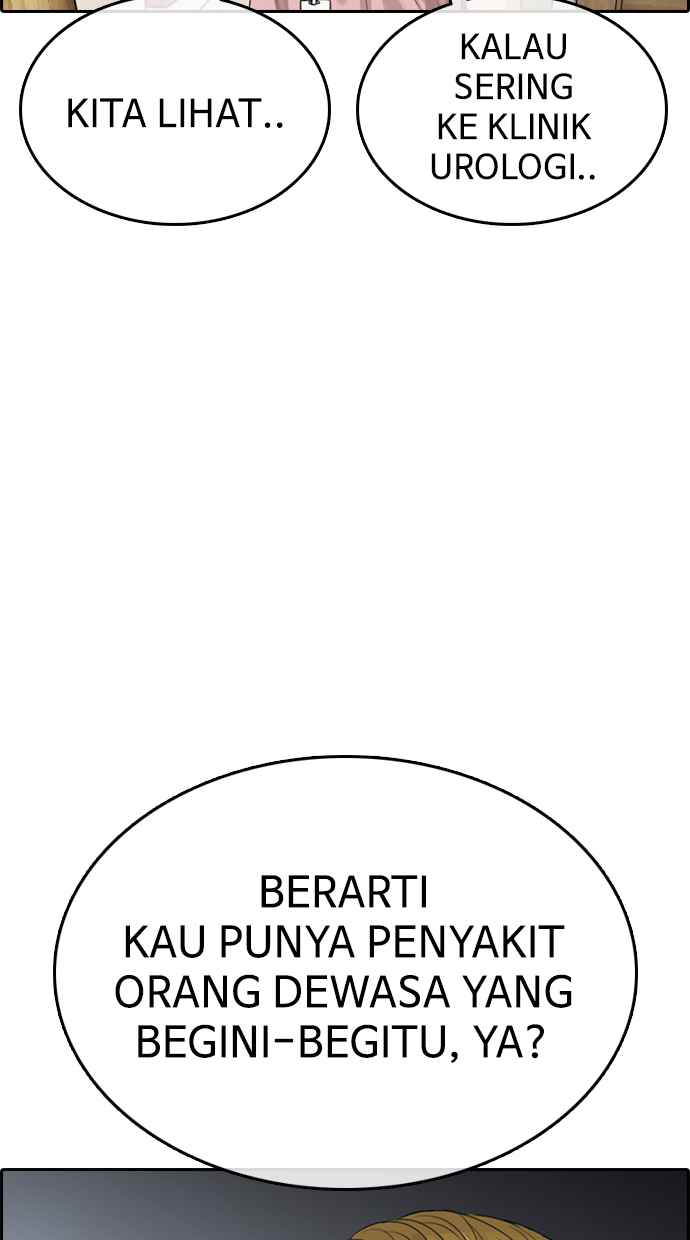 KITA LIHAT..
KALAU
SERING
KE KLINIK
UROLOGI..
BERARTI
KAU PUNYA PENYAKIT
ORANG DEWASA YANG
BEGINI-BEGITU, YA?